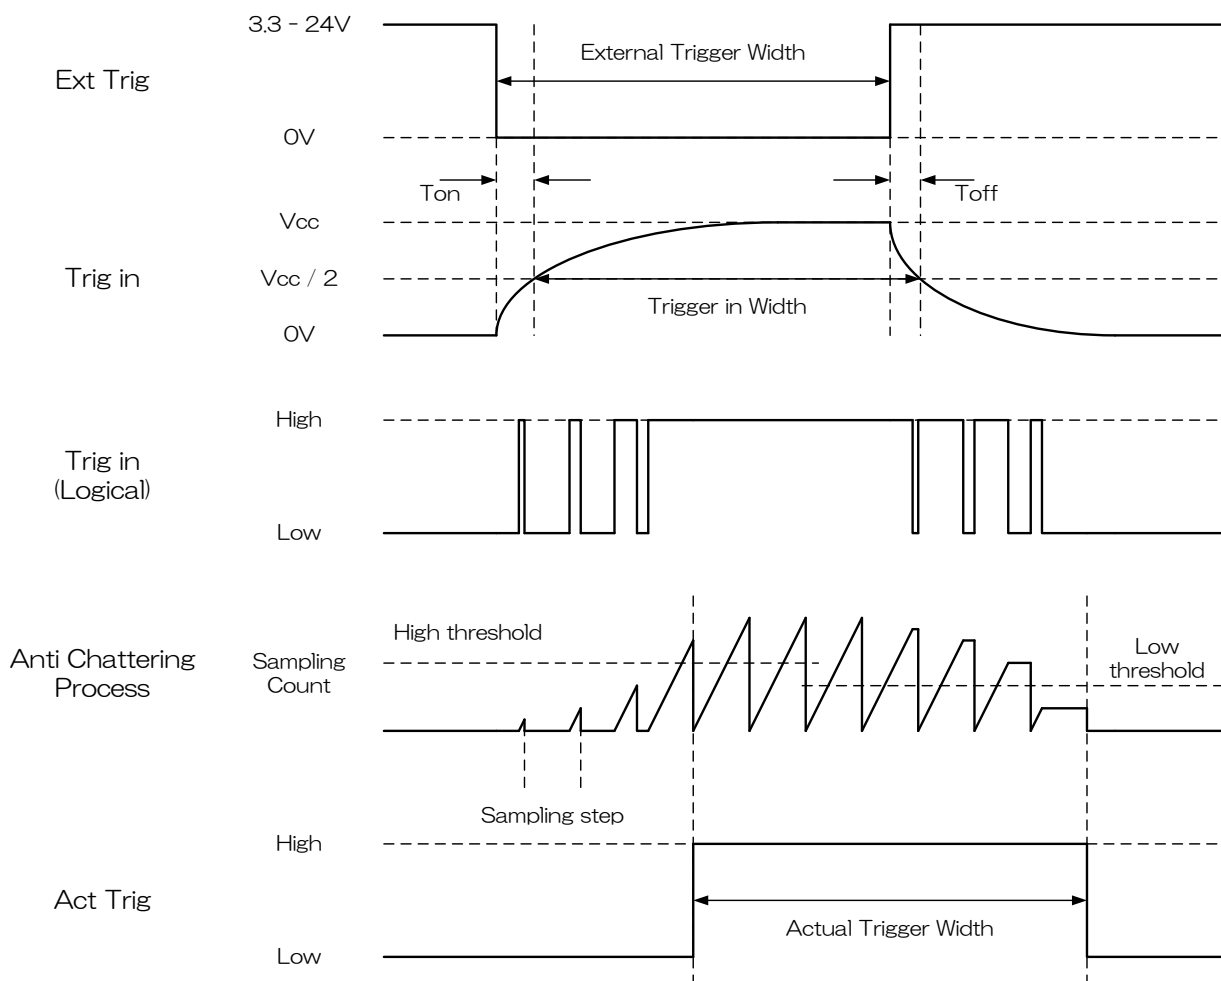 3.3 - 24V
External Trigger Width
Ext Trig
0V
Ton
Toff
Vcc
Trig in
Vcc / 2
Trigger in Width
0V
High
Trig in
(Logical)
Low
High threshold
Low
threshold
Anti Chattering
Process
Sampling
Count
Sampling step
High
Act Trig
Actual Trigger Width
Low